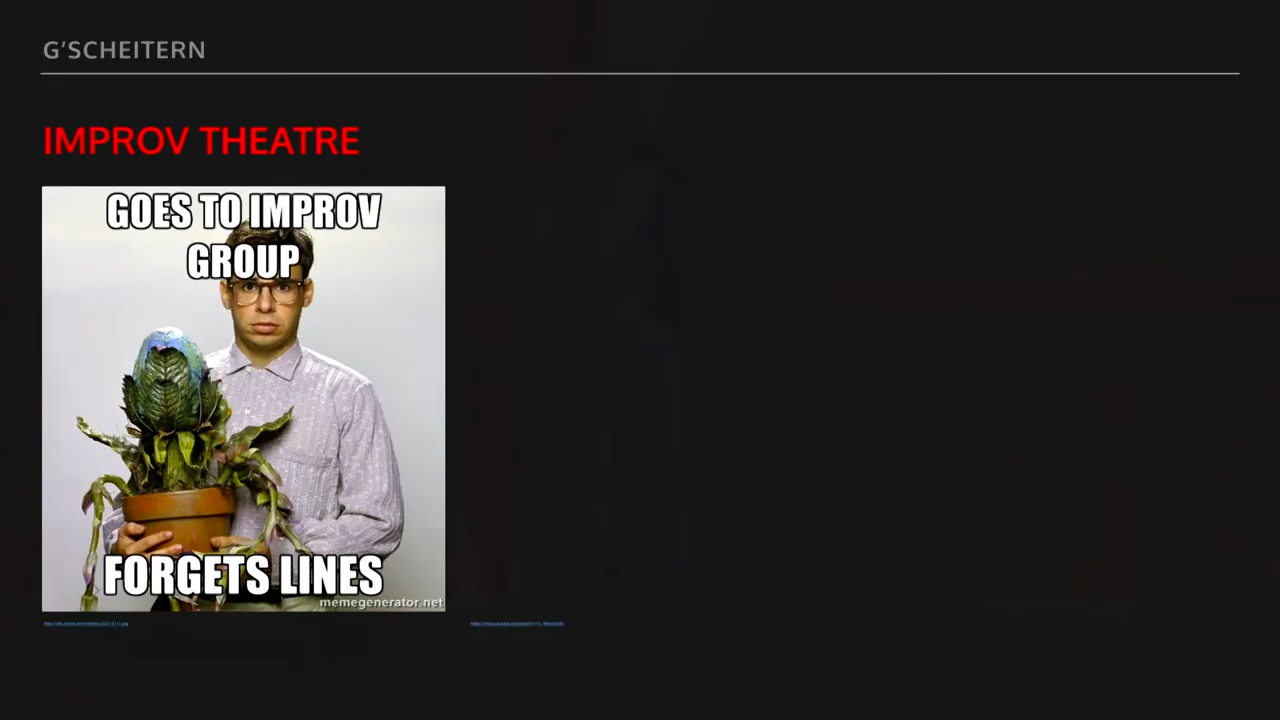 G'SCHEITERN
IMPROV THEATRE
GOES TO IMPROV
GROUP
FORGETS LINES
memegenerator.net